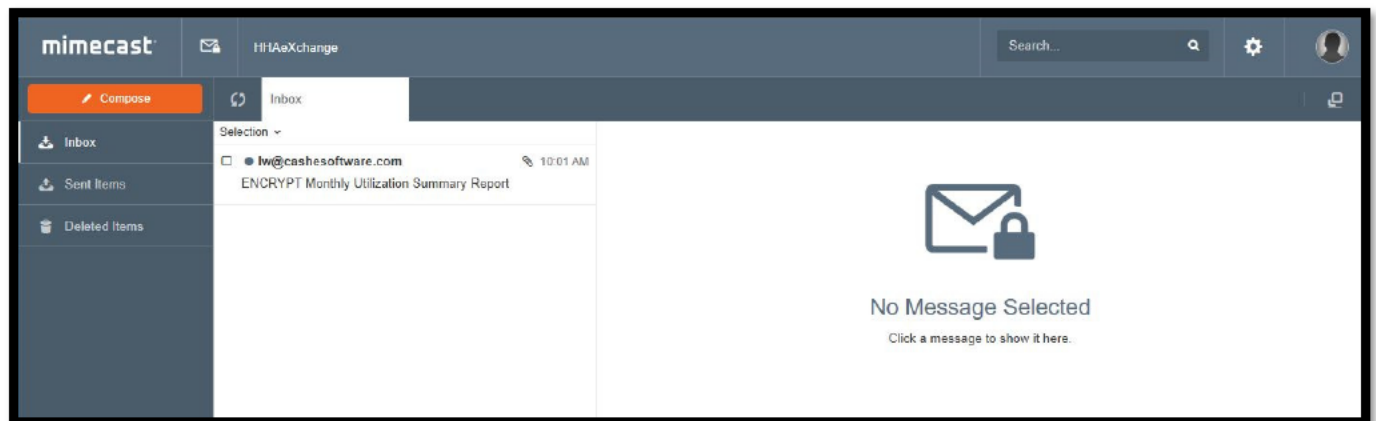 mimecast
HHAeXchange
Search...
Compose
Inbox
Inbox
Selection
Sent Items
Deleted Items
lw@cashesoftware.com
10:01 AM
ENCRYPT Monthly Utilization Summary Report
No Message Selected
Click a message to show it here.